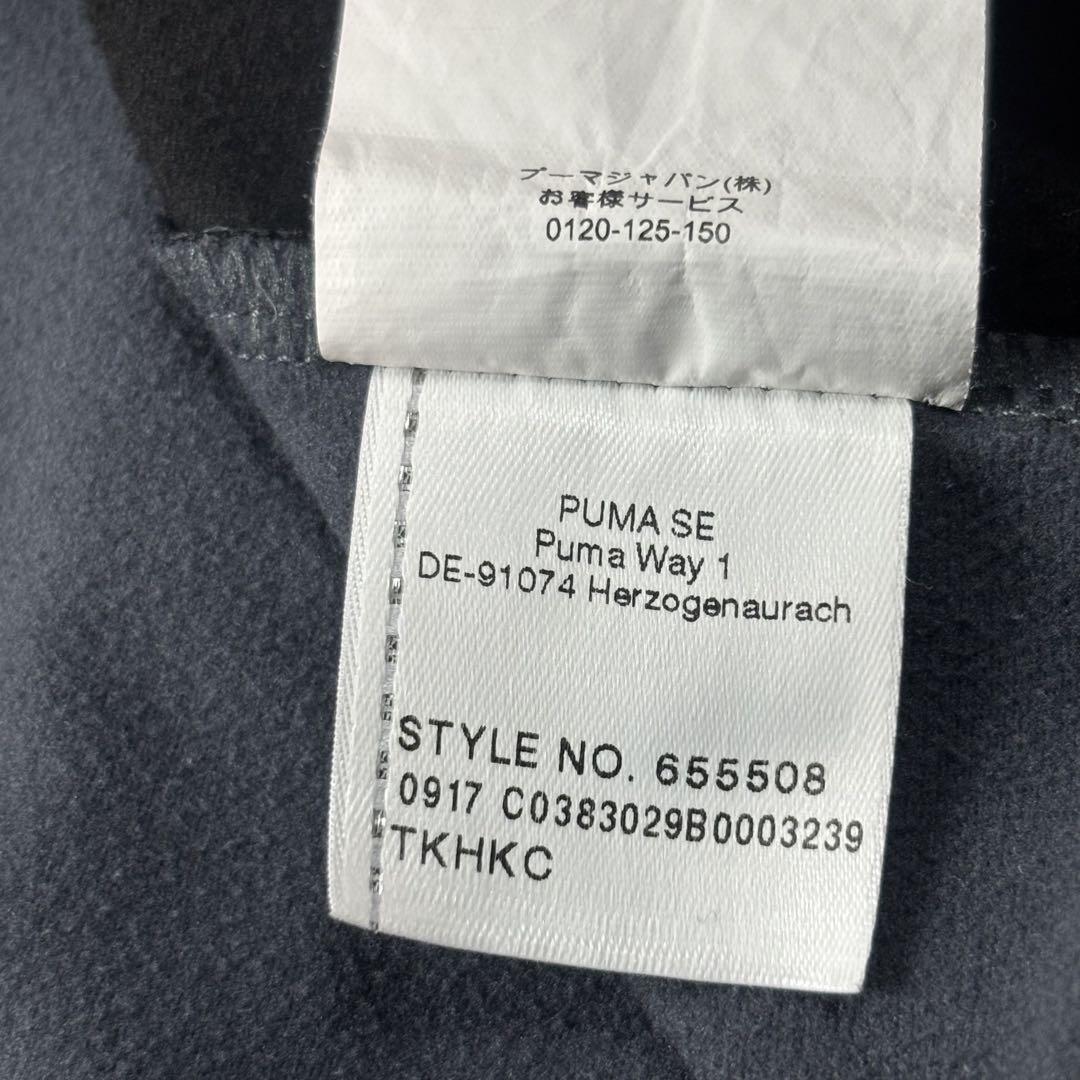 プーマジャパン(株)
お客様サービス
0120-125-150
PUMA SE
Puma Way 1
DE-91074 Herzogenaurach
STYLE NO. 655508
0917 C0383029B0003239
TKHKC